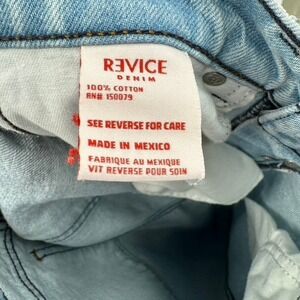 RƎVICE
DENIM
100% COTTON
RN# 150079
SEE REVERSE FOR CARE
MADE IN MEXICO
FABRIQUE AU MEXIQUE
VIT REVERSE POUR SOIN